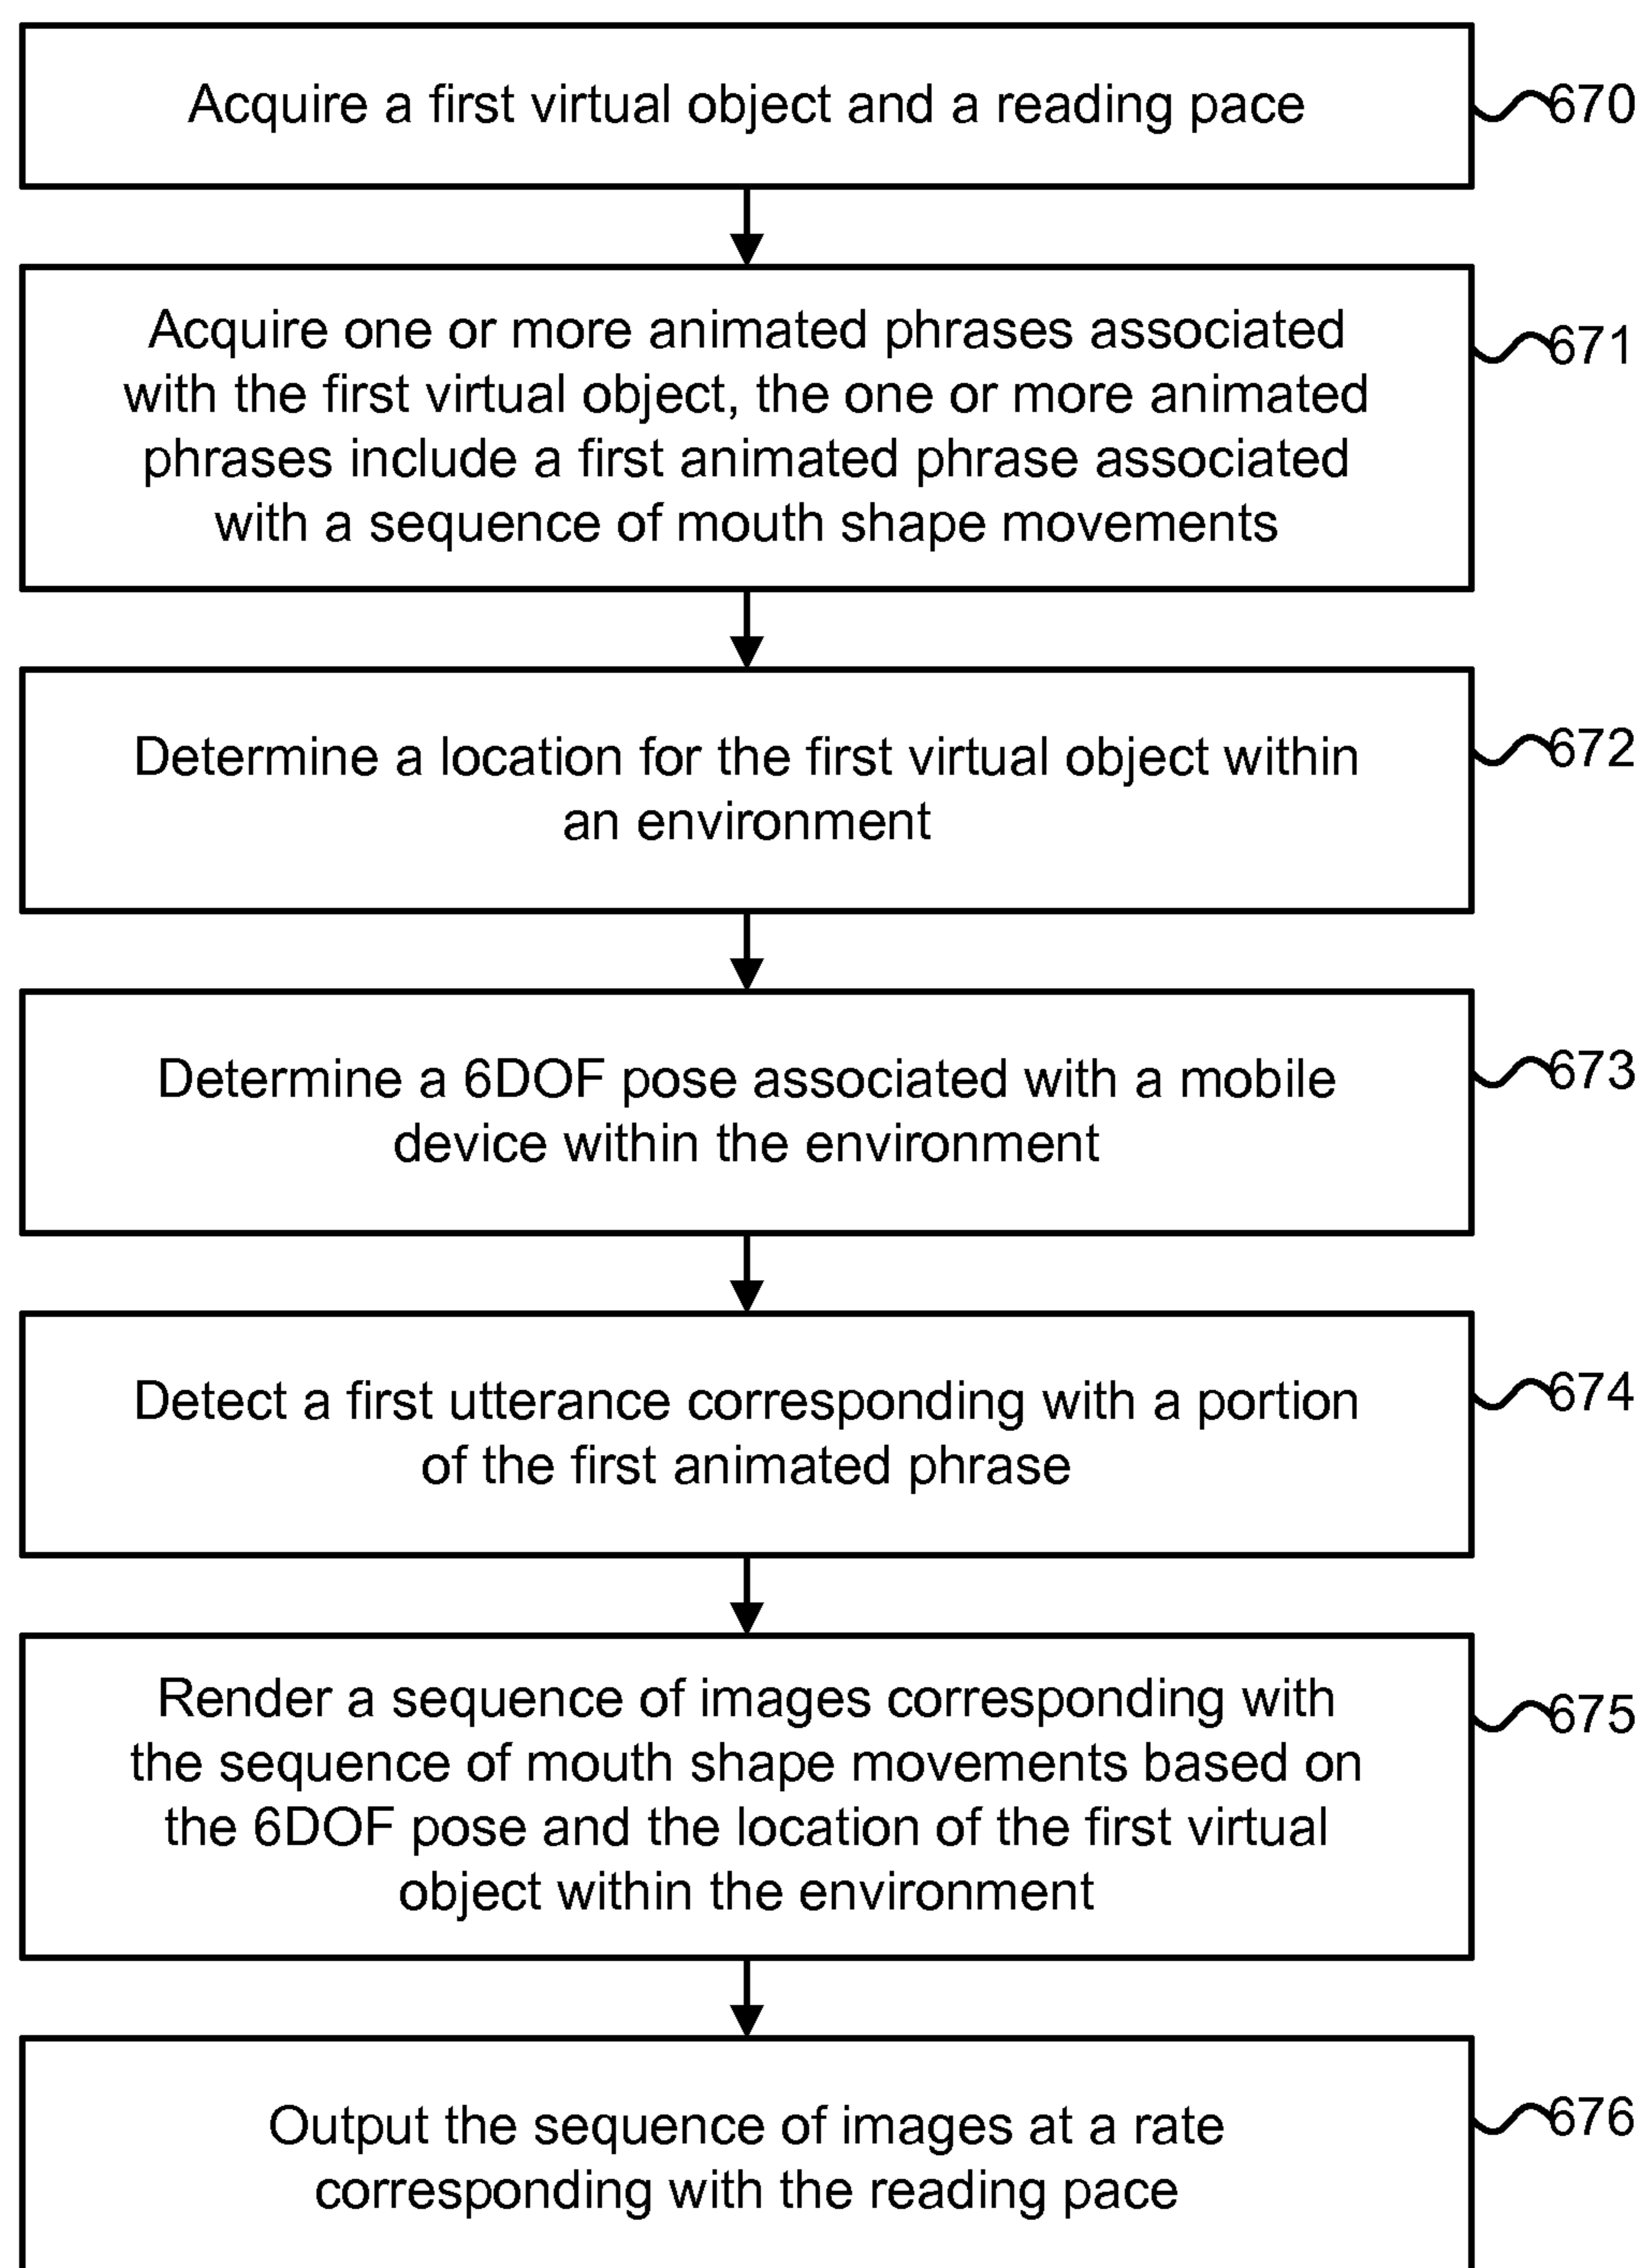 Acquire a first virtual object and a reading pace
670
Acquire one or more animated phrases associated
with the first virtual object, the one or more animated
phrases include a first animated phrase associated
with a sequence of mouth shape movements
671
Determine a location for the first virtual object within
an environment
672
Determine a 6DOF pose associated with a mobile
device within the environment
673
Detect a first utterance corresponding with a portion
of the first animated phrase
674
Render a sequence of images corresponding with
the sequence of mouth shape movements based on
the 6DOF pose and the location of the first virtual
object within the environment
675
Output the sequence of images at a rate
corresponding with the reading pace
676